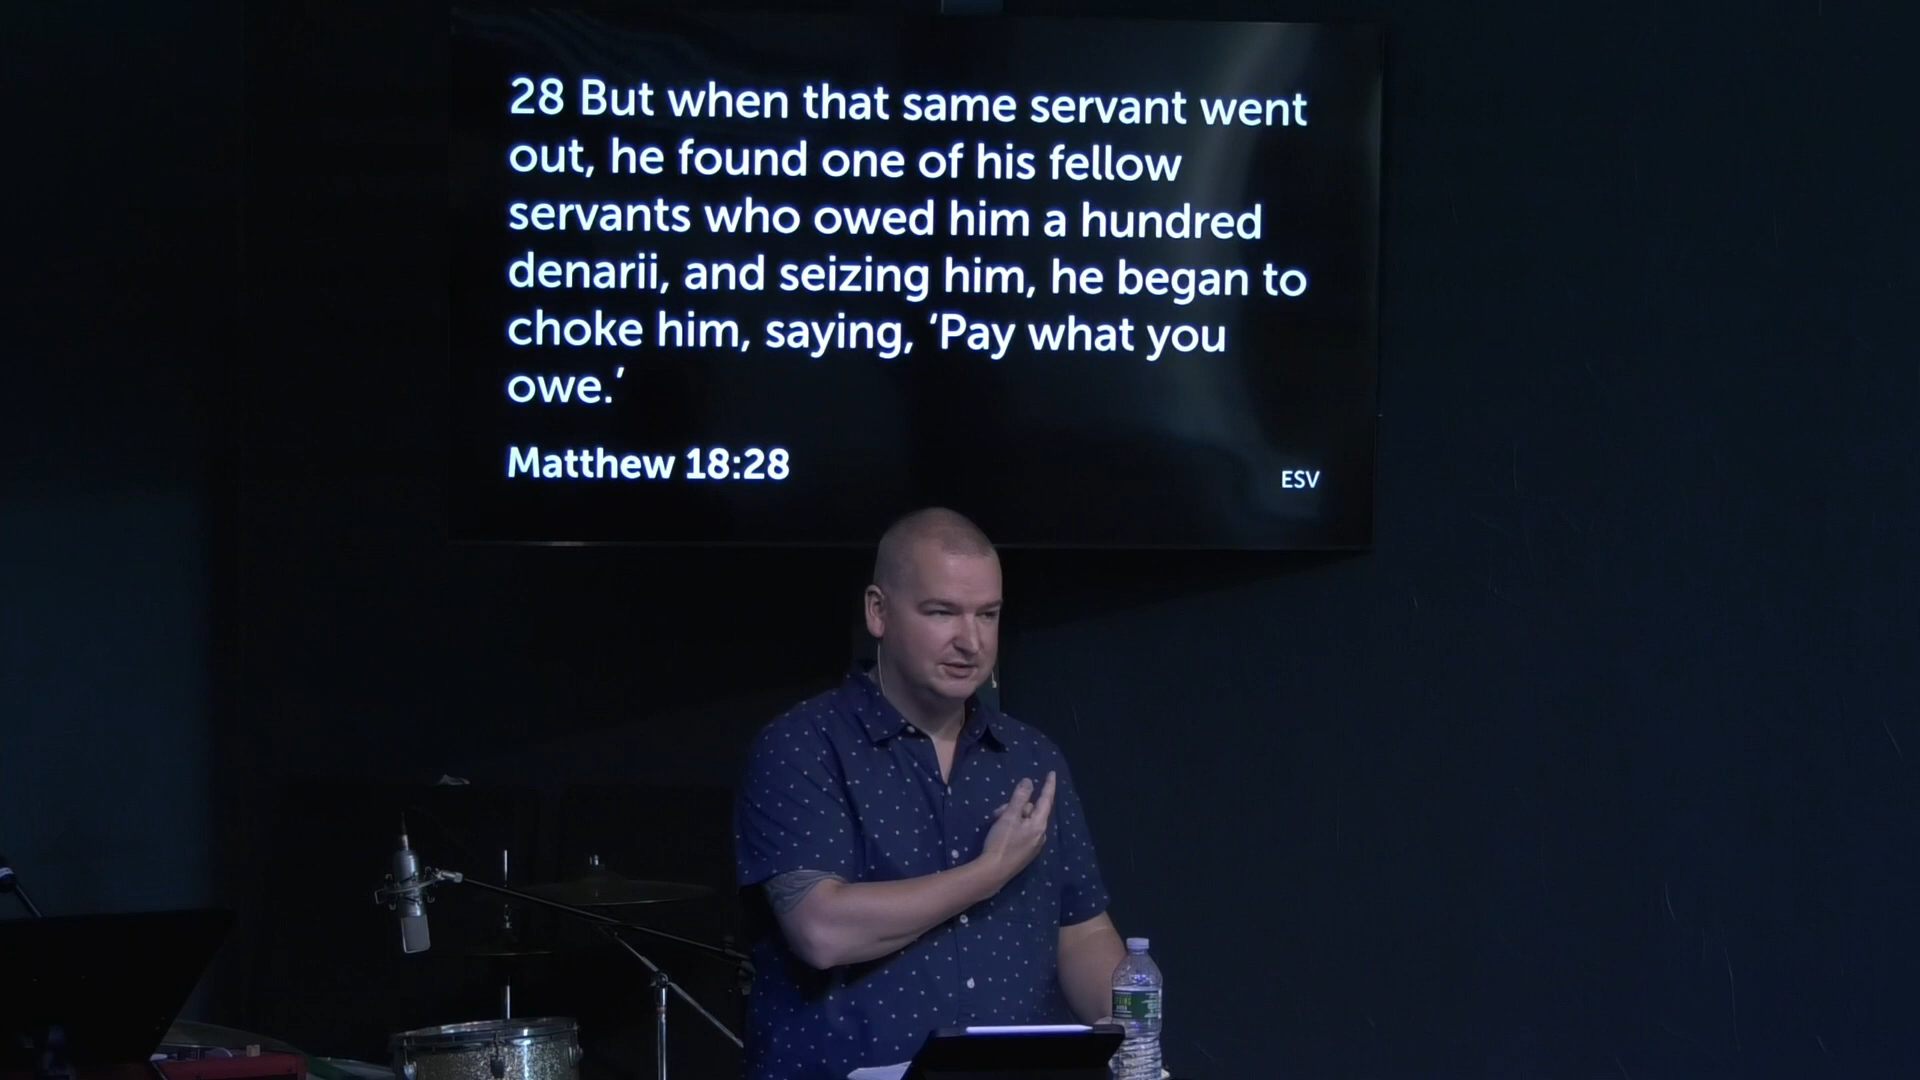 28 But when that same servant went
out, he found one of his fellow
servants who owed him a hundred
denarii, and seizing him, he began to
choke him, saying, ‘Pay what you
owe.’
Matthew 18:28
ESV